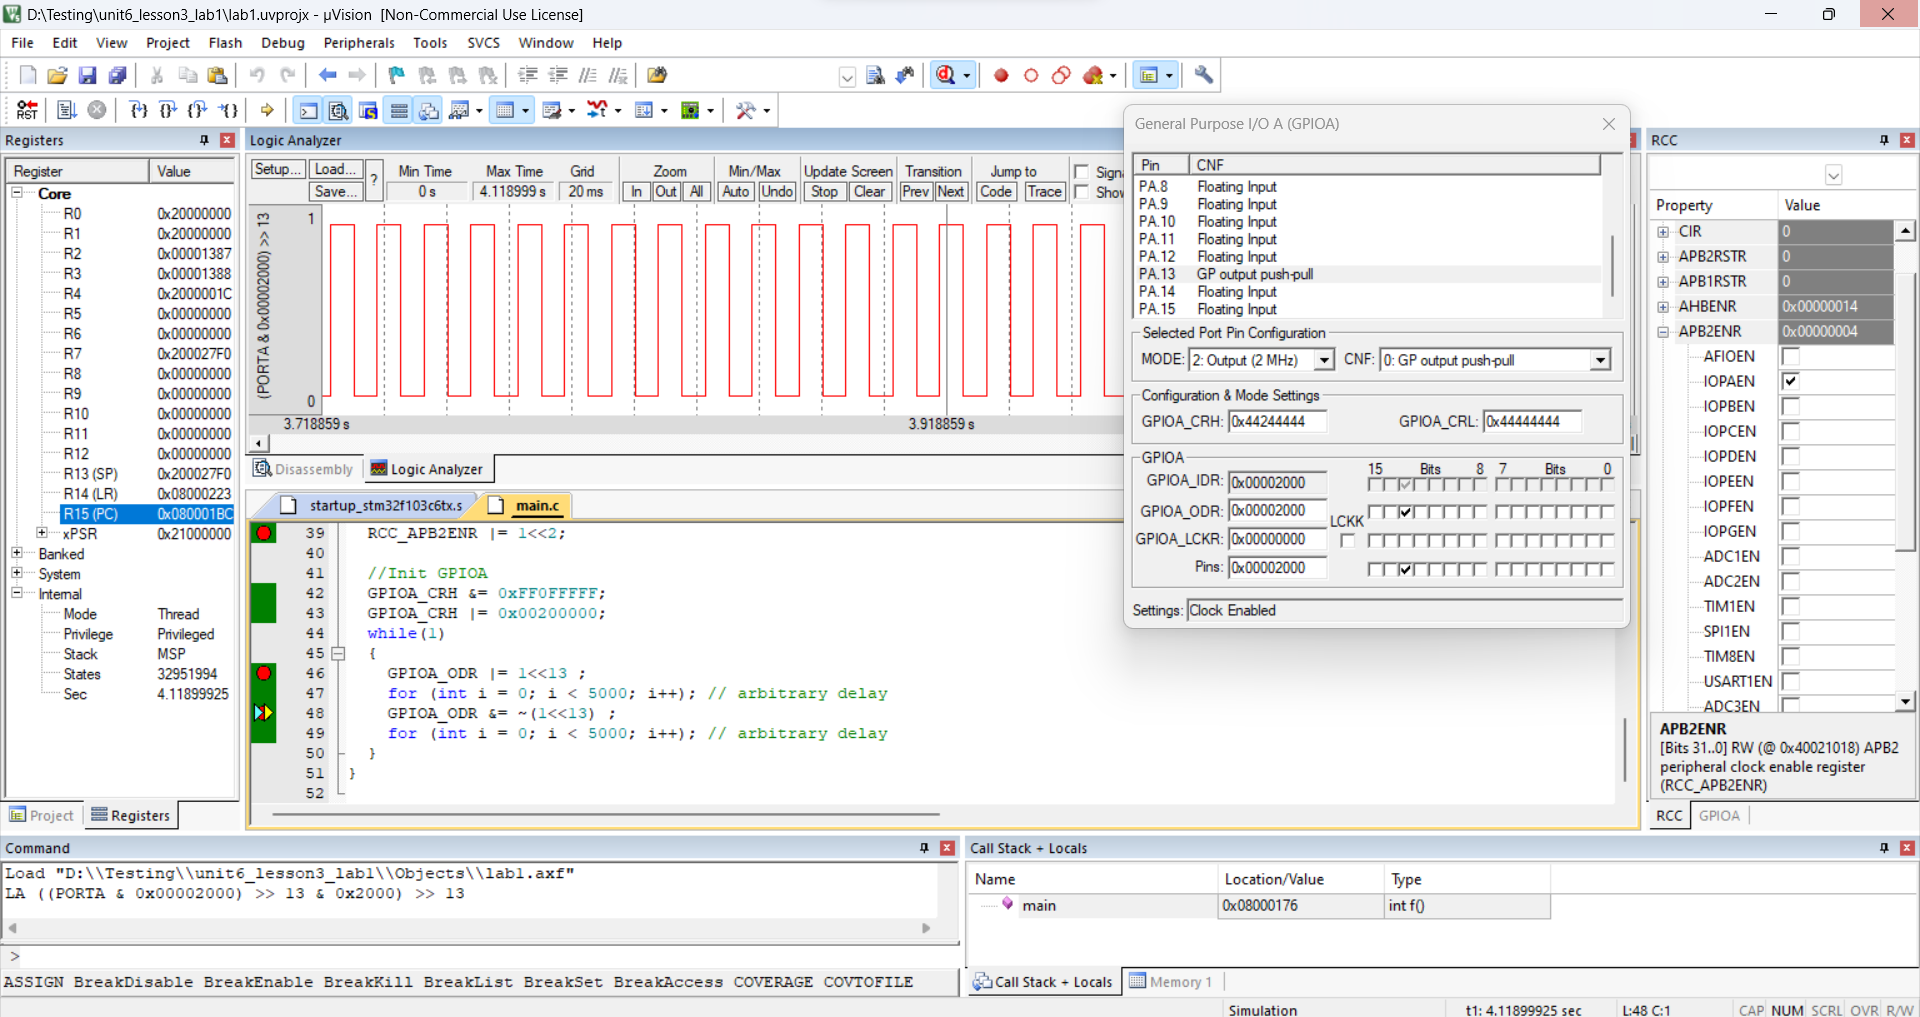 D:\Testing\unit6_lesson3_lab1\lab1.uvprojx - µVision [Non-Commercial Use License]
File Edit View Project Flash Debug Peripherals Tools SVCS Window Help
RST
Registers
Register Value
Core
R0 0x20000000
R1 0x20000000
R2 0x00001387
R3 0x00001388
R4 0x2000001C
R5 0x00000000
R6 0x00000000
R7 0x200027F0
R8 0x00000000
R9 0x00000000
R10 0x00000000
R11 0x00000000
R12 0x00000000
R13 (SP) 0x200027F0
R14 (LR) 0x08000223
R15 (PC) 0x080001BC
xPSR 0x21000000
Banked
System
Internal
Mode Thread
Privilege Privileged
Stack MSP
States 32951994
Sec 4.11899925
Project Registers
Logic Analyzer
Setup... Load... ? Min Time Max Time Grid Zoom Min/Max Update Screen Transition Jump to Signa
Save... 0 s 4.118999 s 20 ms In Out All Auto Undo Stop Clear Prev Next Code Trace Show
(PORTA & 0x00002000) >> 13
1
0
3.718859 s 3.918859 s
Disassembly Logic Analyzer
startup_stm32f103c6tx.s main.c
39 RCC_APB2ENR |= 1<<2;
40
41 //Init GPIOA
42 GPIOA_CRH &= 0xFF0FFFFF;
43 GPIOA_CRH |= 0x00200000;
44 while(1)
45 {
46 GPIOA_ODR |= 1<<13 ;
47 for (int i = 0; i < 5000; i++); // arbitrary delay
48 GPIOA_ODR &= ~(1<<13) ;
49 for (int i = 0; i < 5000; i++); // arbitrary delay
50 }
51 }
52
General Purpose I/O A (GPIOA)
Pin CNF
PA.8 Floating Input
PA.9 Floating Input
PA.10 Floating Input
PA.11 Floating Input
PA.12 Floating Input
PA.13 GP output push-pull
PA.14 Floating Input
PA.15 Floating Input
Selected Port Pin Configuration
MODE: 2: Output (2 MHz) CNF: 0: GP output push-pull
Configuration & Mode Settings
GPIOA_CRH: 0x44244444 GPIOA_CRL: 0x44444444
GPIOA
15 Bits 8 7 Bits 0
GPIOA_IDR: 0x00002000
GPIOA_ODR: 0x00002000
LCKK
GPIOA_LCKR: 0x00000000
Pins: 0x00002000
Settings: Clock Enabled
RCC
Property Value
CIR 0
APB2RSTR 0
APB1RSTR 0
AHBENR 0x00000014
APB2ENR 0x00000004
AFIOEN
IOPAEN
IOPBEN
IOPCEN
IOPDEN
IOPEEN
IOPFEN
IOPGEN
ADC1EN
ADC2EN
TIM1EN
SPI1EN
TIM8EN
USART1EN
ADC3EN
APB2ENR
[Bits 31..0] RW (@ 0x40021018) APB2
peripheral clock enable register
(RCC_APB2ENR)
RCC GPIOA
Command
Load "D:\\Testing\\unit6_lesson3_lab1\\Objects\\lab1.axf"
LA ((PORTA & 0x00002000) >> 13 & 0x2000) >> 13
>
ASSIGN BreakDisable BreakEnable BreakKill BreakList BreakSet BreakAccess COVERAGE COVTOFILE
Call Stack + Locals
Name Location/Value Type
main 0x08000176 int f()
Call Stack + Locals Memory 1
Simulation t1: 4.11899925 sec L:48 C:1 CAP NUM SCRL OVR R/W